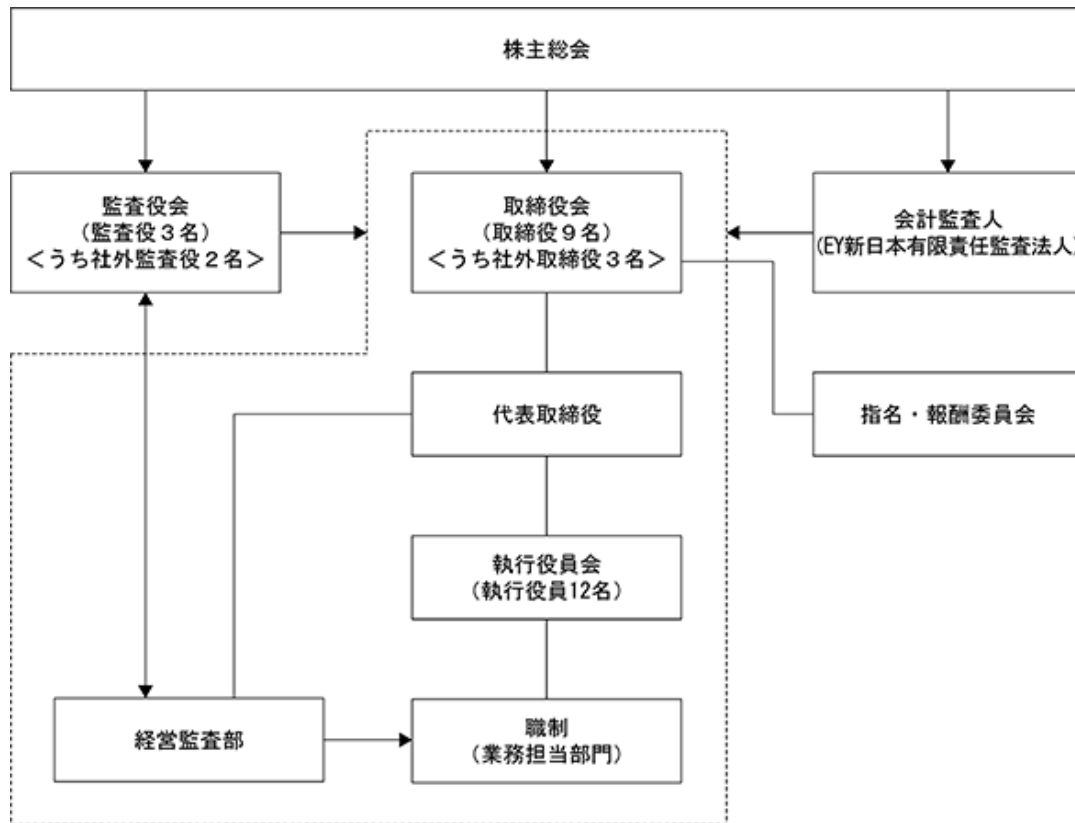 株主総会
監査役会
（監査役３名）
＜うち社外監査役２名＞
取締役会
（取締役９名）
＜うち社外取締役３名＞
会計監査人
(EY新日本有限責任監査法人)
代表取締役
指名・報酬委員会
執行役員会
（執行役員12名）
経営監査部
職制
（業務担当部門）